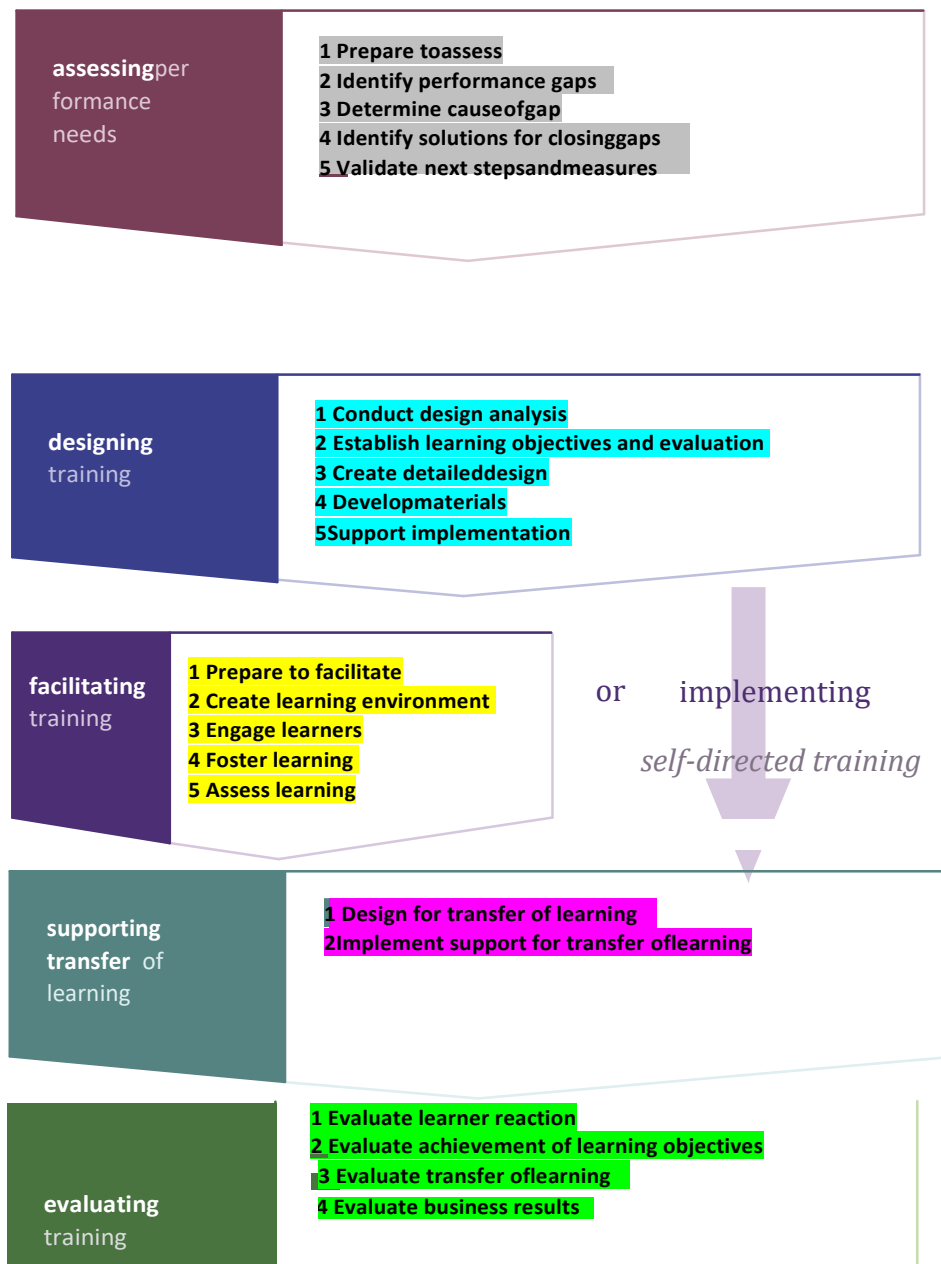 assessingper
formance
needs
1 Prepare toassess
2 Identify performance gaps
3 Determine causeofgap
4 Identify solutions for closinggaps
5 Validate next stepsandmeasures
designing
training
1 Conduct design analysis
2 Establish learning objectives and evaluation
3 Create detaileddesign
4 Developmaterials
5Support implementation
facilitating
training
1 Prepare to facilitate
2 Create learning environment
3 Engage learners
4 Foster learning
5 Assess learning
or implementing
self-directed training
supporting
transfer of
learning
1 Design for transfer of learning
2Implement support for transfer oflearning
evaluating
training
1 Evaluate learner reaction
2 Evaluate achievement of learning objectives
3 Evaluate transfer oflearning
4 Evaluate business results